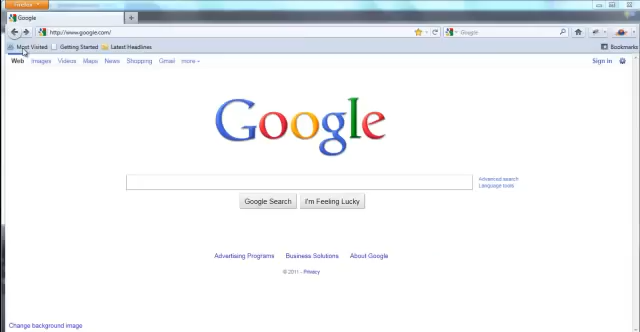 Firefox
Google
http://www.google.com/
Google
Most Visited Getting Started Latest Headlines Bookmarks
Web Images Videos Maps News Shopping Gmail more
Sign in
Google
Advanced search
Language tools
Google Search I'm Feeling Lucky
Advertising Programs Business Solutions About Google
© 2011 - Privacy
Change background image